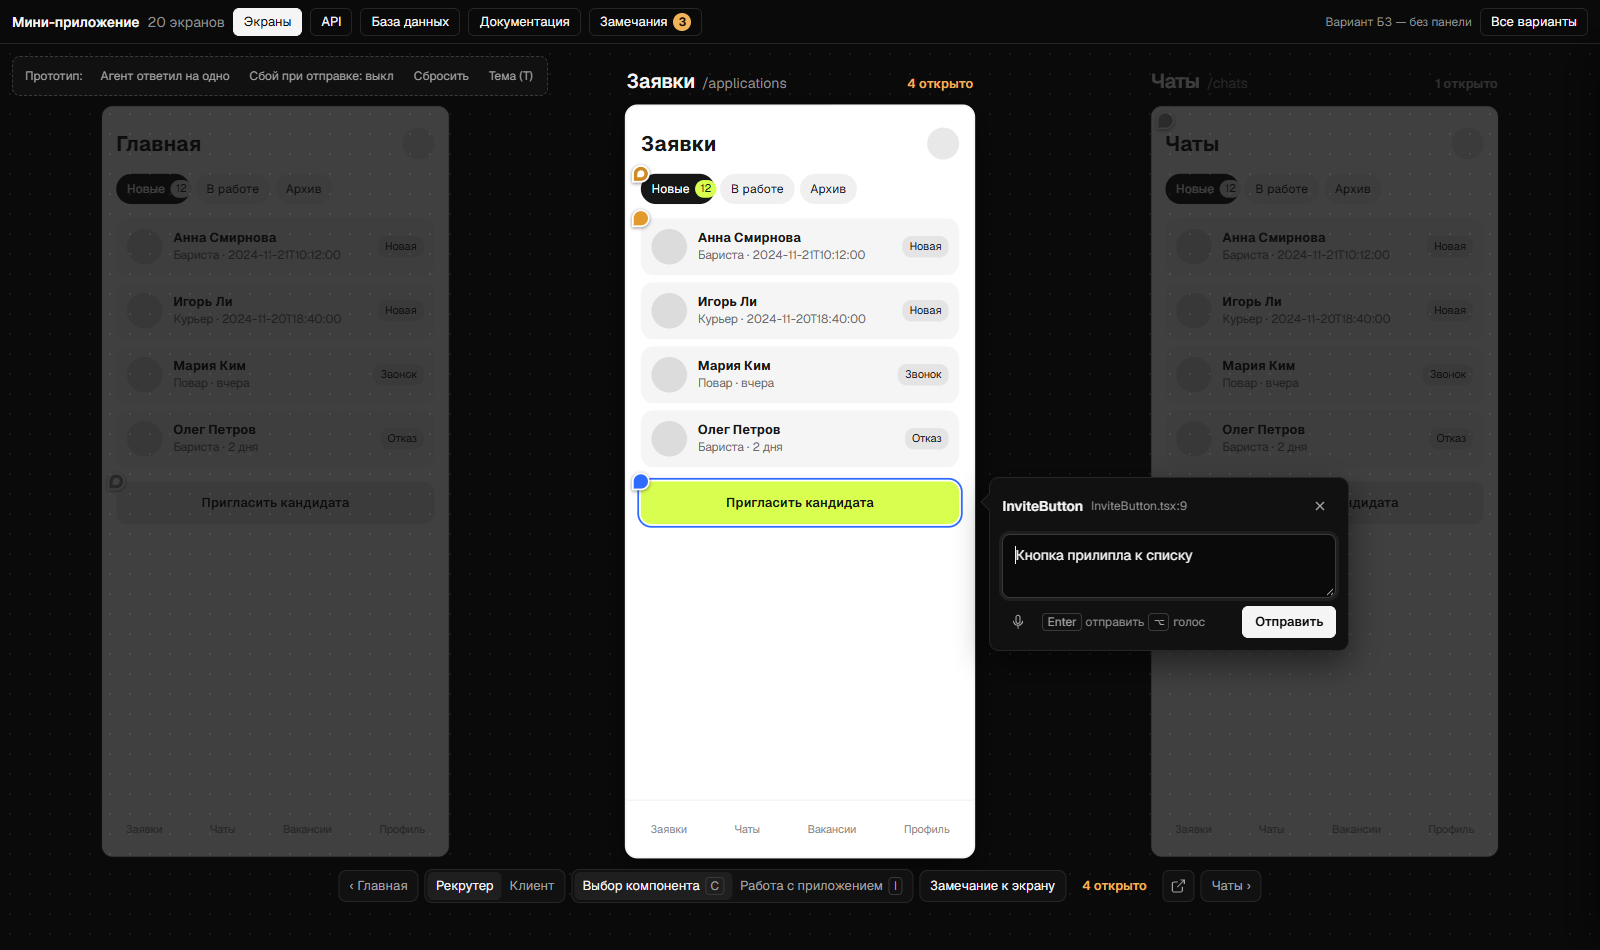 Мини-приложение 20 экранов Экраны API База данных Документация Замечания 3 Вариант Б3 — без панели Все варианты
Прототип: Агент ответил на одно Сбой при отправке: выкл Сбросить Тема (T)
Заявки /applications 4 открыто
Чаты /chats 1 открыто
Главная
Новые 12 В работе Архив
Анна Смирнова
Бариста · 2024-11-21T10:12:00 Новая
Игорь Ли
Курьер · 2024-11-20T18:40:00 Новая
Мария Ким
Повар · вчера Звонок
Олег Петров
Бариста · 2 дня Отказ
Пригласить кандидата
Заявки Чаты Вакансии Профиль
Заявки
Новые 12 В работе Архив
Анна Смирнова
Бариста · 2024-11-21T10:12:00 Новая
Игорь Ли
Курьер · 2024-11-20T18:40:00 Новая
Мария Ким
Повар · вчера Звонок
Олег Петров
Бариста · 2 дня Отказ
Пригласить кандидата
Заявки Чаты Вакансии Профиль
Чаты
Новые 12 В работе Архив
Анна Смирнова
Бариста · 2024-11-21T10:12:00 Новая
Игорь Ли
Курьер · 2024-11-20T18:40:00 Новая
Мария Ким
Повар · вчера Звонок
Олег Петров
Бариста · 2 дня Отказ
Заявки Чаты Вакансии Профиль
InviteButton InviteButton.tsx:9 ×
Кнопка прилипла к списку
Enter отправить ⌥ голос Отправить
‹ Главная Рекрутер Клиент Выбор компонента C Работа с приложением I Замечание к экрану 4 открыто Чаты ›